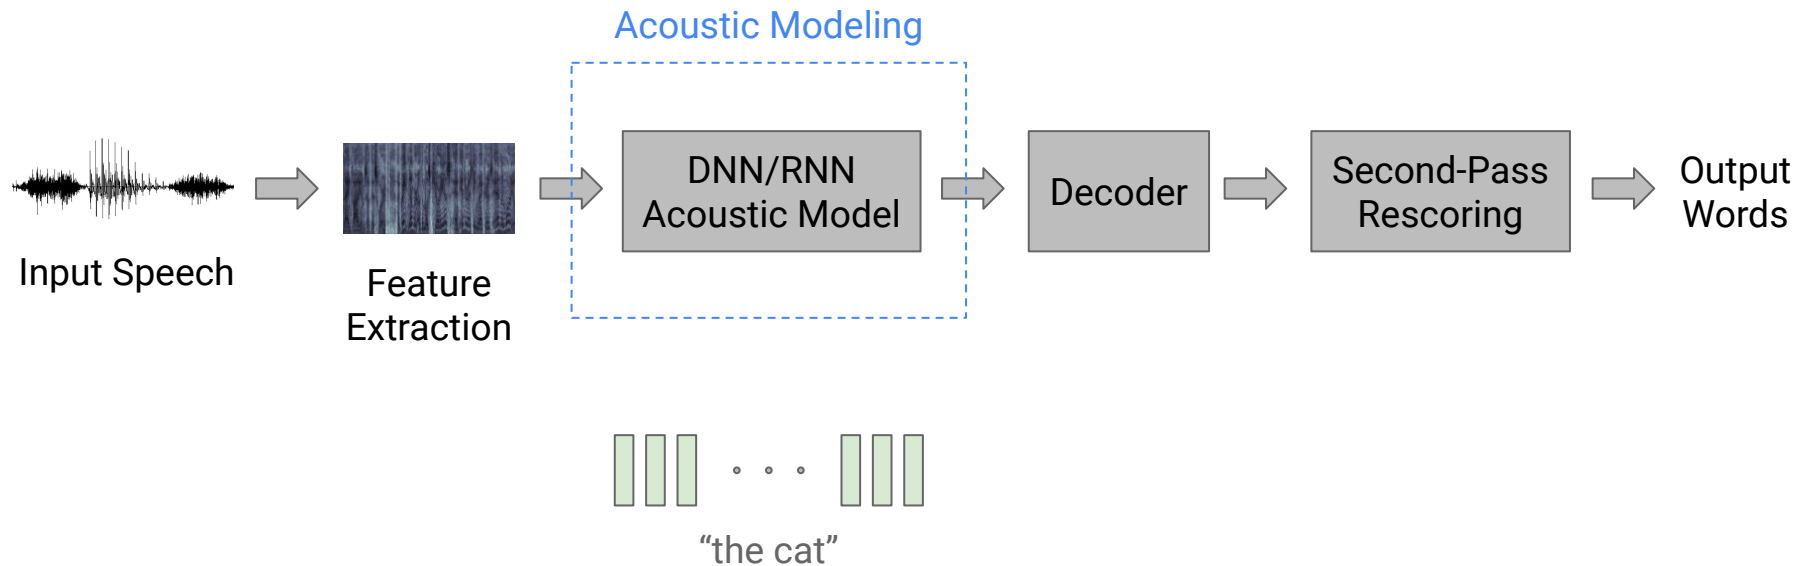 Acoustic Modeling
Input Speech
Feature
Extraction
DNN/RNN
Acoustic Model
Decoder
Second-Pass
Rescoring
Output
Words
“the cat”